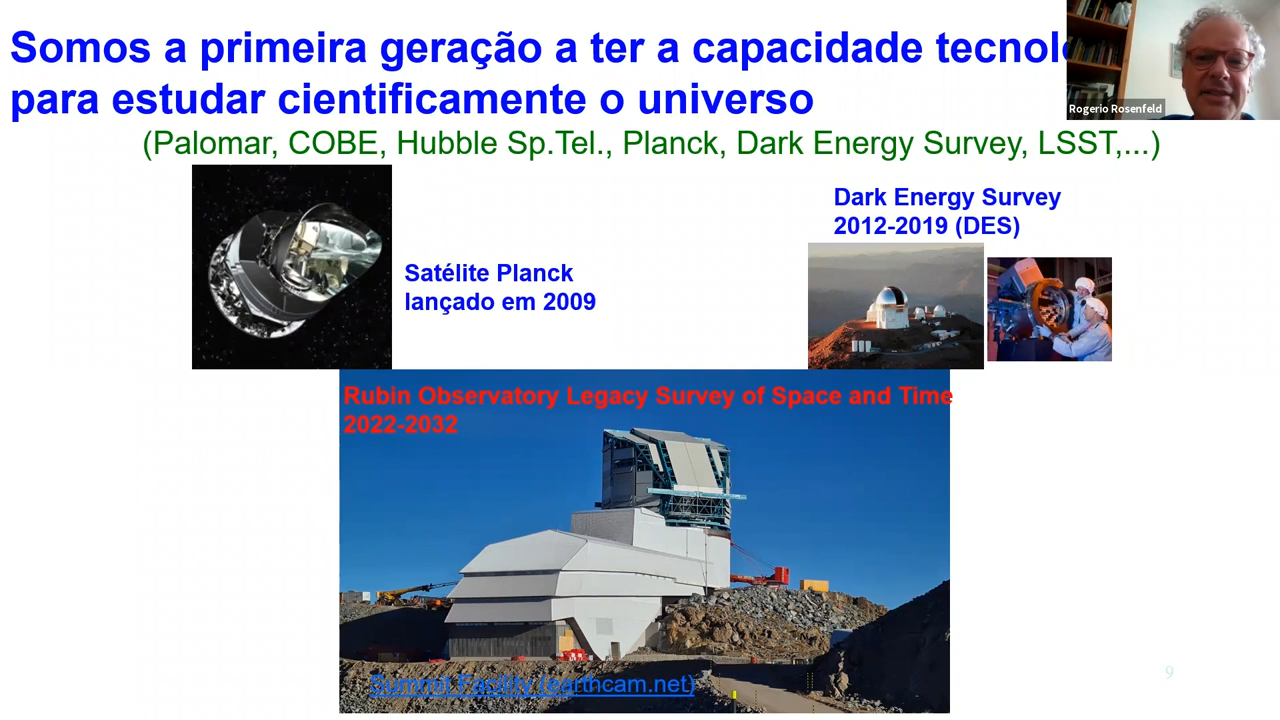 Somos a primeira geração a ter a capacidade
para estudar cientificamente o universo
Rogerio Rosenfeld
(Palomar, COBE, Hubble Sp.Tel., Planck, Dark Energy Survey, LSST,...)
Dark Energy Survey
2012-2019 (DES)
Satélite Planck
lançado em 2009
Rubin Observatory Legacy Survey of Space and Time
2022-2032
Summit Facility (earthcam.net)
9